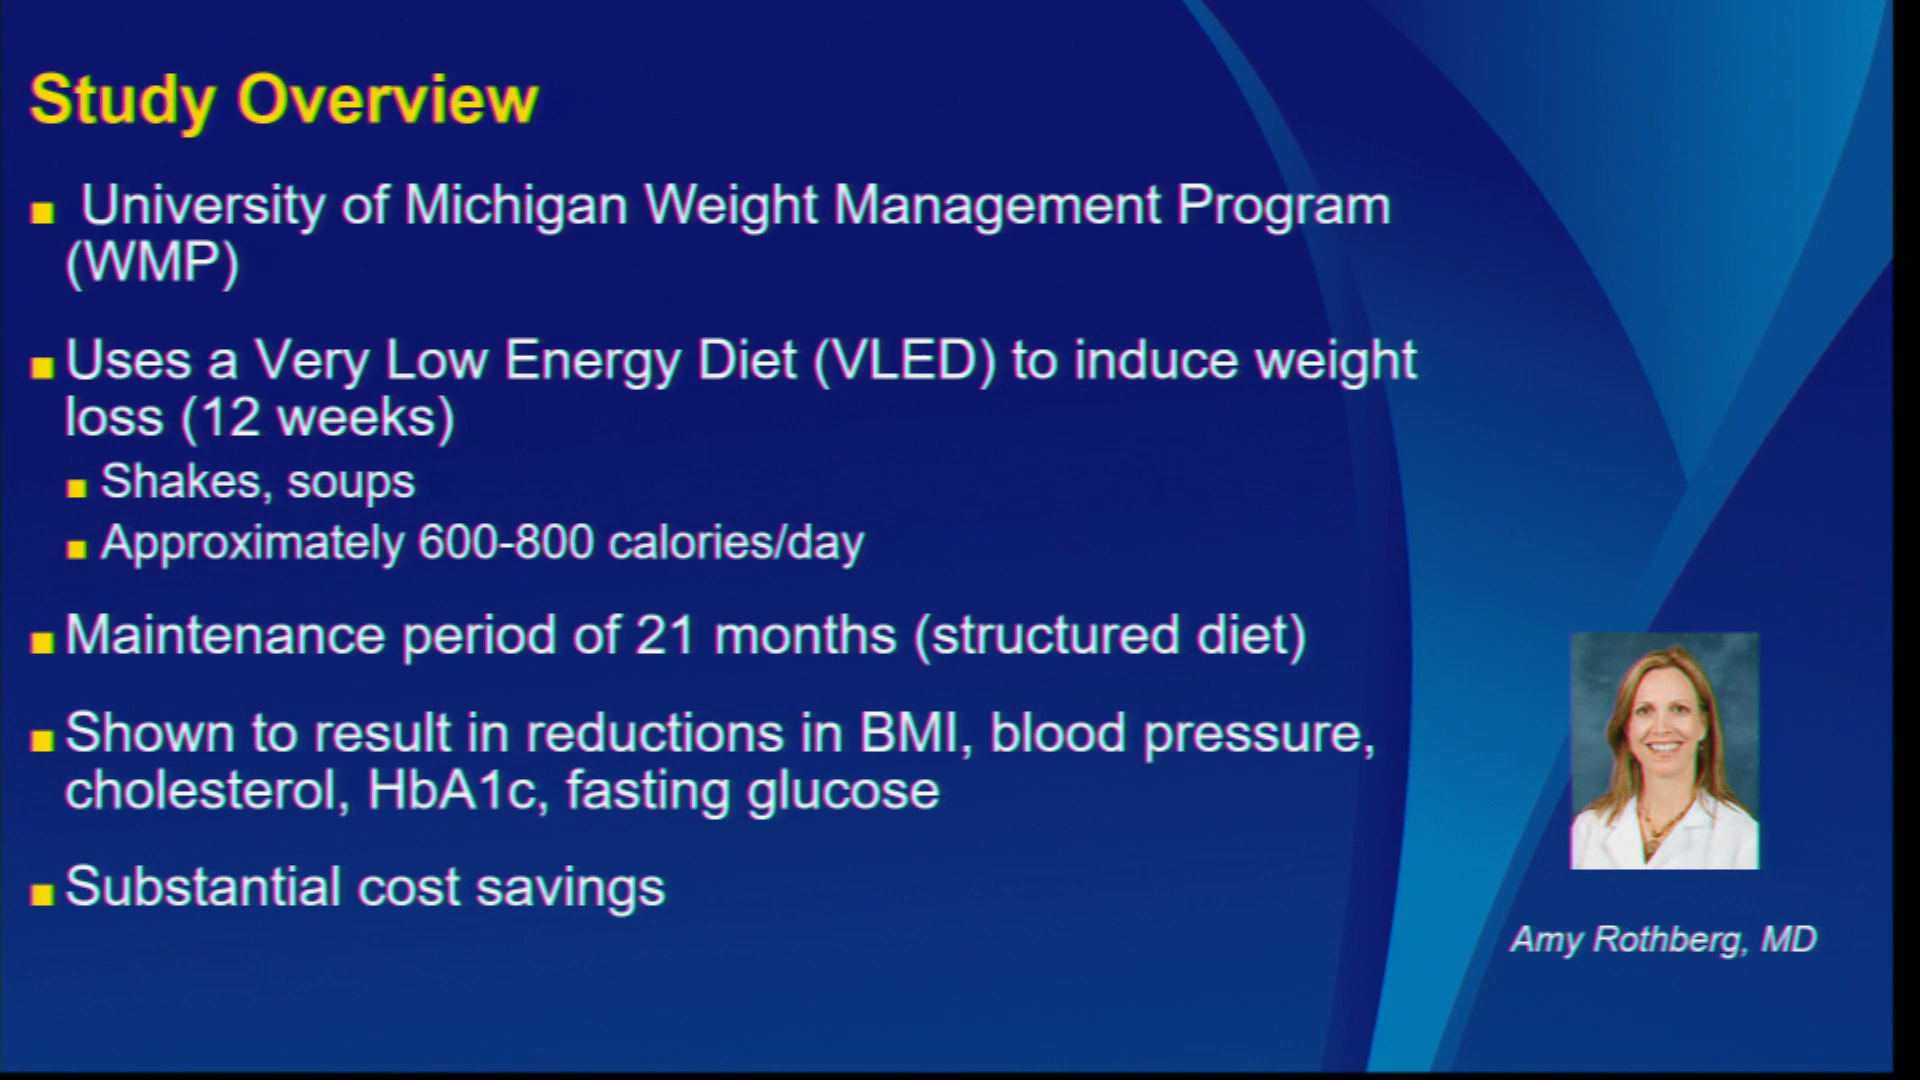 Study Overview
University of Michigan Weight Management Program
(WMP)
Uses a Very Low Energy Diet (VLED) to induce weight
loss (12 weeks)
Shakes, soups
Approximately 600-800 calories/day
Maintenance period of 21 months (structured diet)
Shown to result in reductions in BMI, blood pressure,
cholesterol, HbA1c, fasting glucose
Substantial cost savings
Amy Rothberg, MD